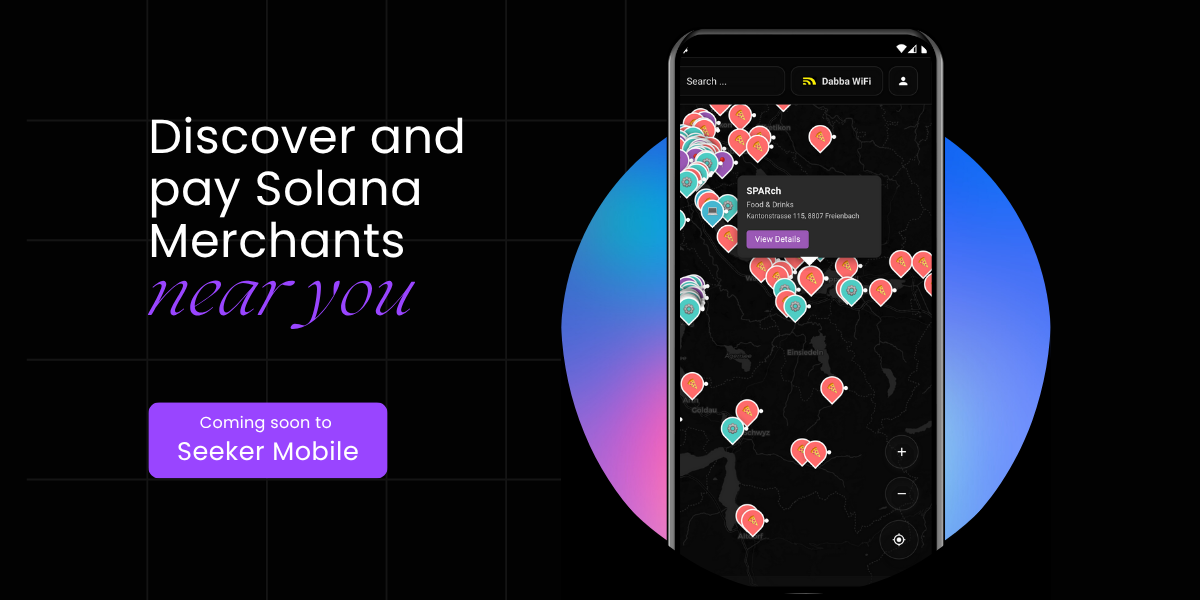 Discover and
pay Solana
Merchants
near you
Coming soon to
Seeker Mobile
Search ...
Dabba WiFi
SPARch
Food & Drinks
Kantonstrasse 115, 8807 Freienbach
View Details
Einsiedeln
Goldau